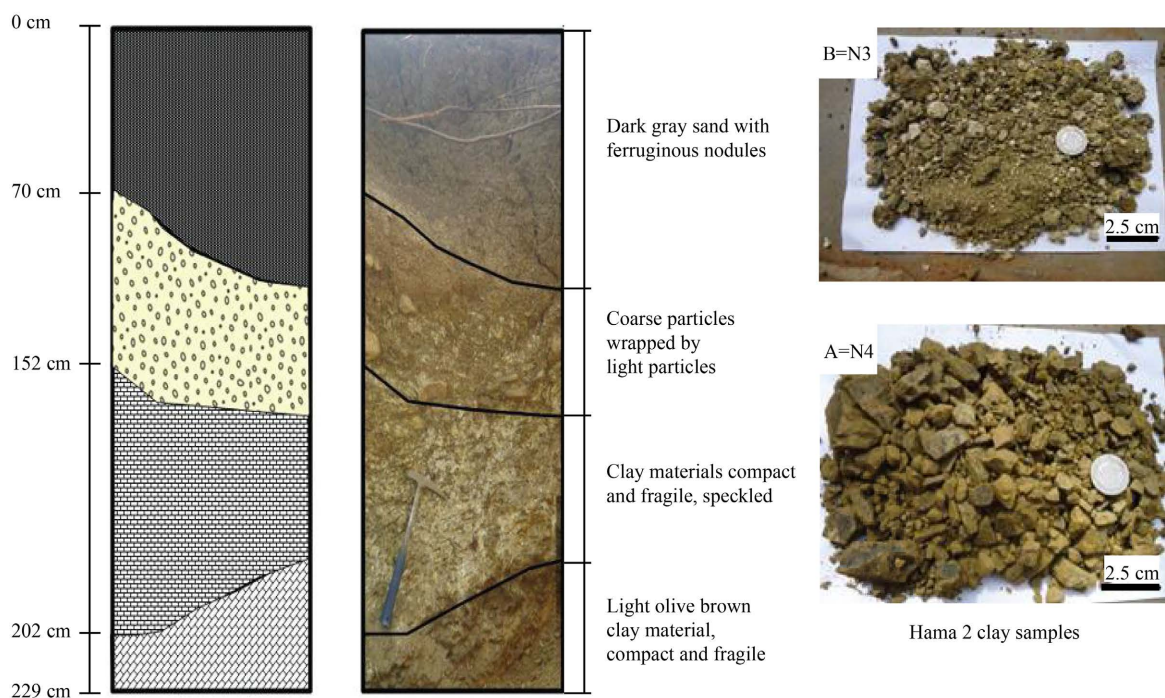 0 cm
70 cm
152 cm
202 cm
229 cm
Dark gray sand with
ferruginous nodules
Coarse particles
wrapped by
light particles
Clay materials compact
and fragile, speckled
Light olive brown
clay material,
compact and fragile
B=N3
2.5 cm
A=N4
2.5 cm
Hama 2 clay samples